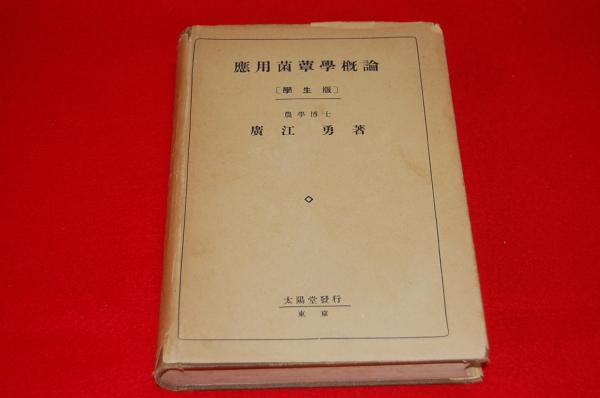 應用菌蕈學槪論
〔學生版〕
農學博士
廣江勇著
太陽堂發行
東京